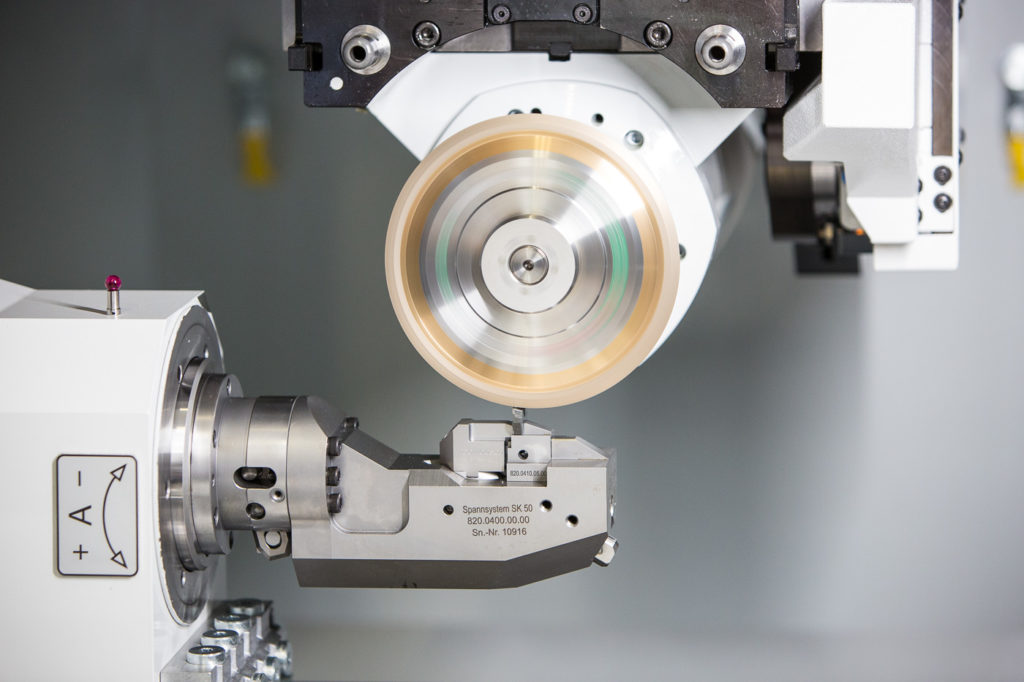 + A −
820.0410.05.00
Spannsystem SK 50
820.0400.00.00
Sn.-Nr. 10916